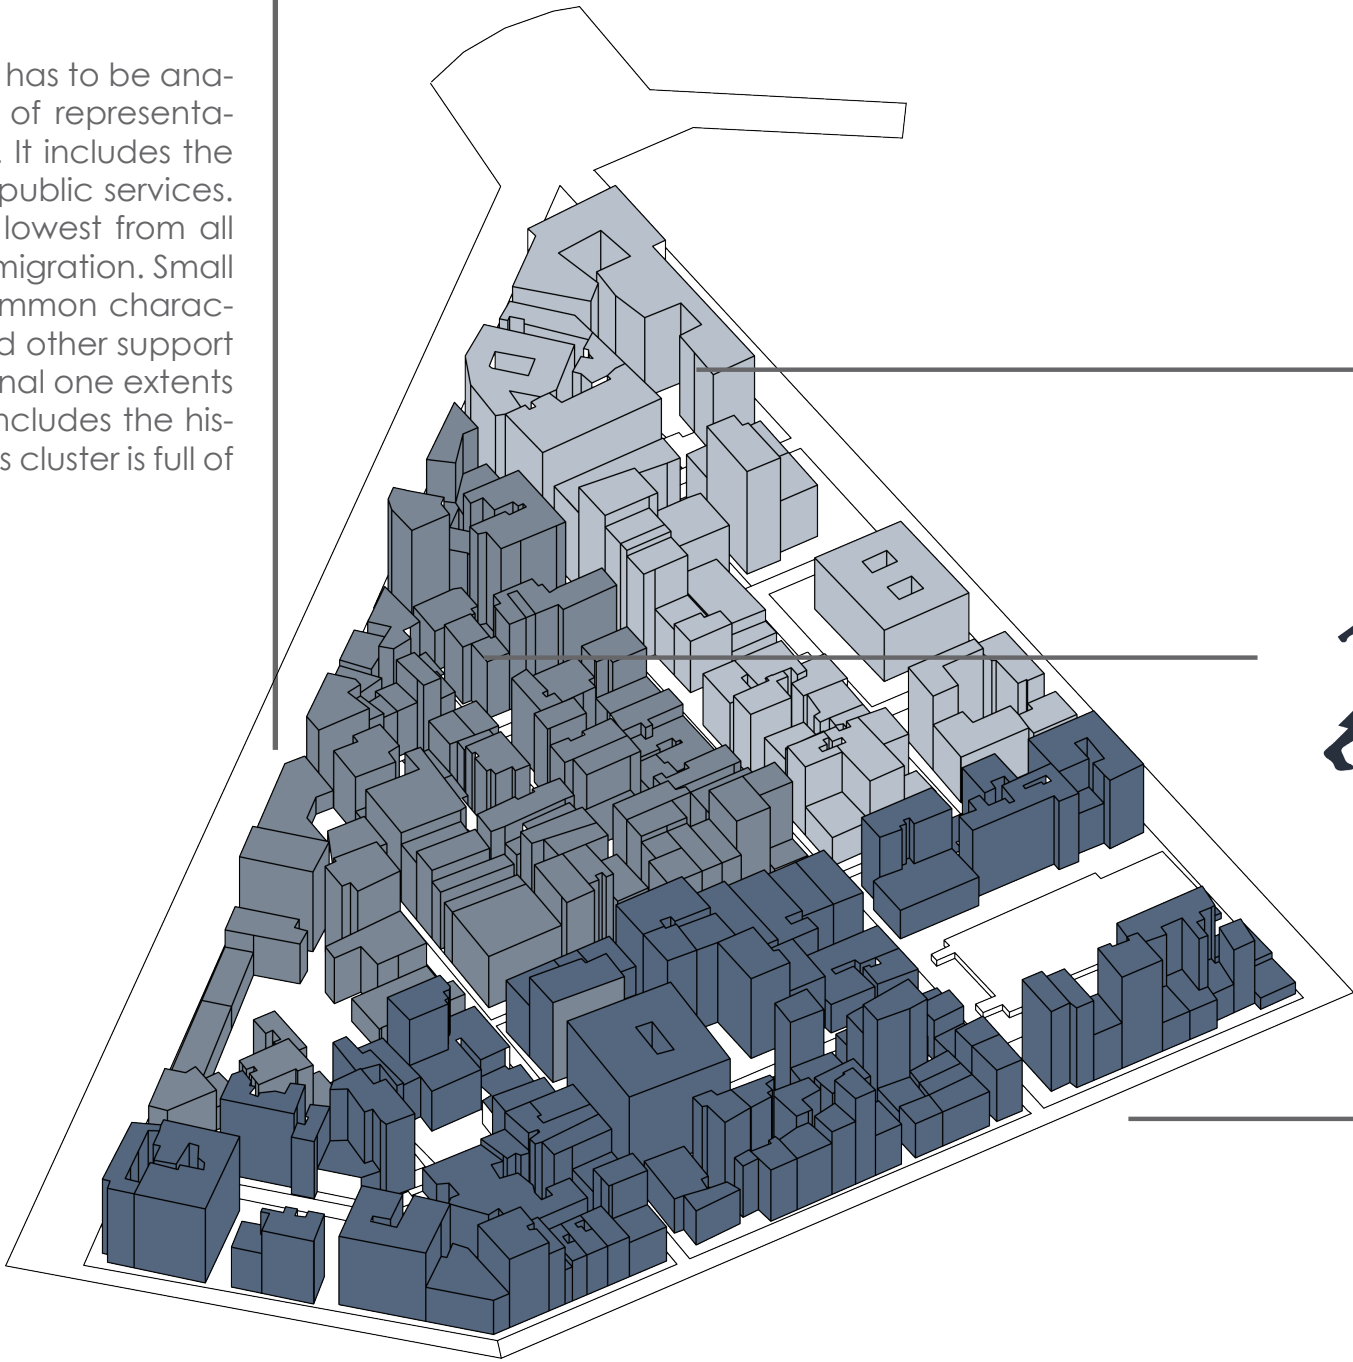 has to be ana-
of representa-
. It includes the
public services.
lowest from all
migration. Small
mmon charac-
d other support
nal one extents
ncludes the his-
s cluster is full of